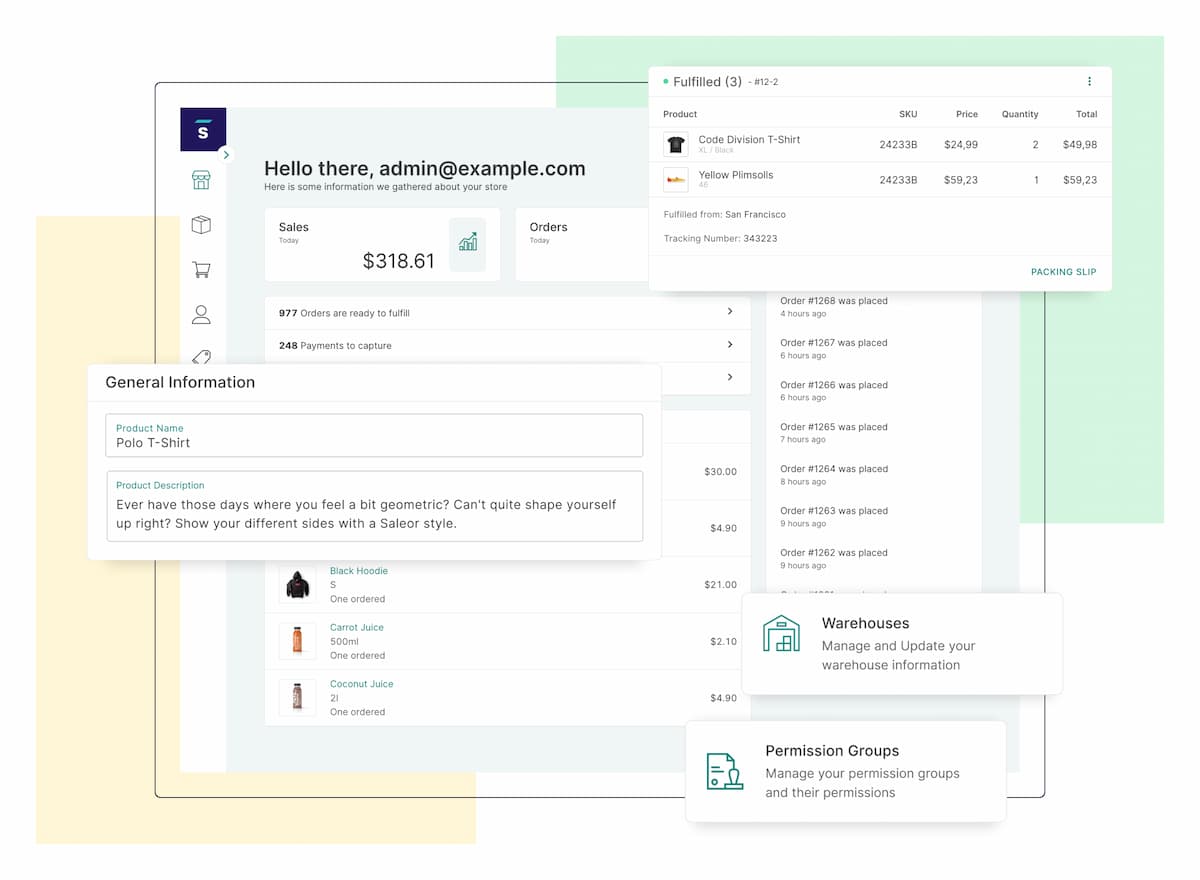 S
Hello there, admin@example.com
Here is some information we gathered about your store
Sales
Today
$318.61
Orders
Today
977 Orders are ready to fulfill
248 Payments to capture
Fulfilled (3) - #12-2
Product SKU Price Quantity Total
Code Division T-Shirt 24233B $24,99 2 $49,98
XL / Black
Yellow Plimsolls 24233B $59,23 1 $59,23
46
Fulfilled from: San Francisco
Tracking Number: 343223
PACKING SLIP
Order #1268 was placed
4 hours ago
Order #1267 was placed
6 hours ago
Order #1266 was placed
6 hours ago
Order #1265 was placed
7 hours ago
Order #1264 was placed
8 hours ago
Order #1263 was placed
9 hours ago
Order #1262 was placed
9 hours ago
General Information
Product Name
Polo T-Shirt
Product Description
Ever have those days where you feel a bit geometric? Can't quite shape yourself
up right? Show your different sides with a Saleor style.
$30.00
$4.90
Black Hoodie
S
One ordered
$21.00
Carrot Juice
500ml
One ordered
$2.10
Coconut Juice
2l
One ordered
$4.90
Warehouses
Manage and Update your
warehouse information
Permission Groups
Manage your permission groups
and their permissions